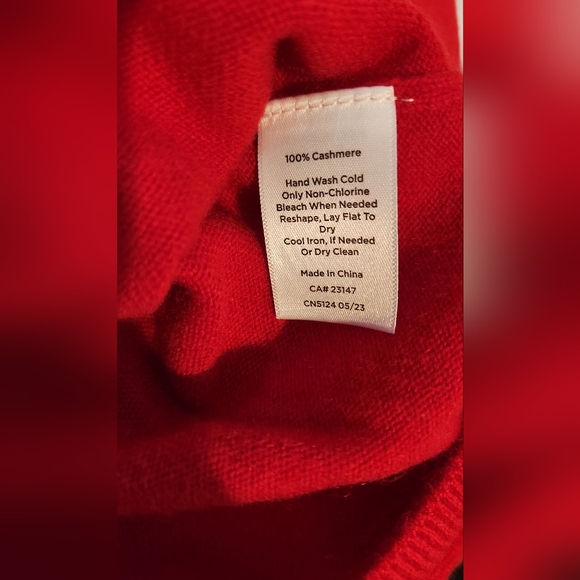 100% Cashmere
Hand Wash Cold
Only Non-Chlorine
Bleach When Needed
Reshape, Lay Flat To
Dry
Cool Iron, If Needed
Or Dry Clean
Made In China
CA# 23147
CN5124 05/23